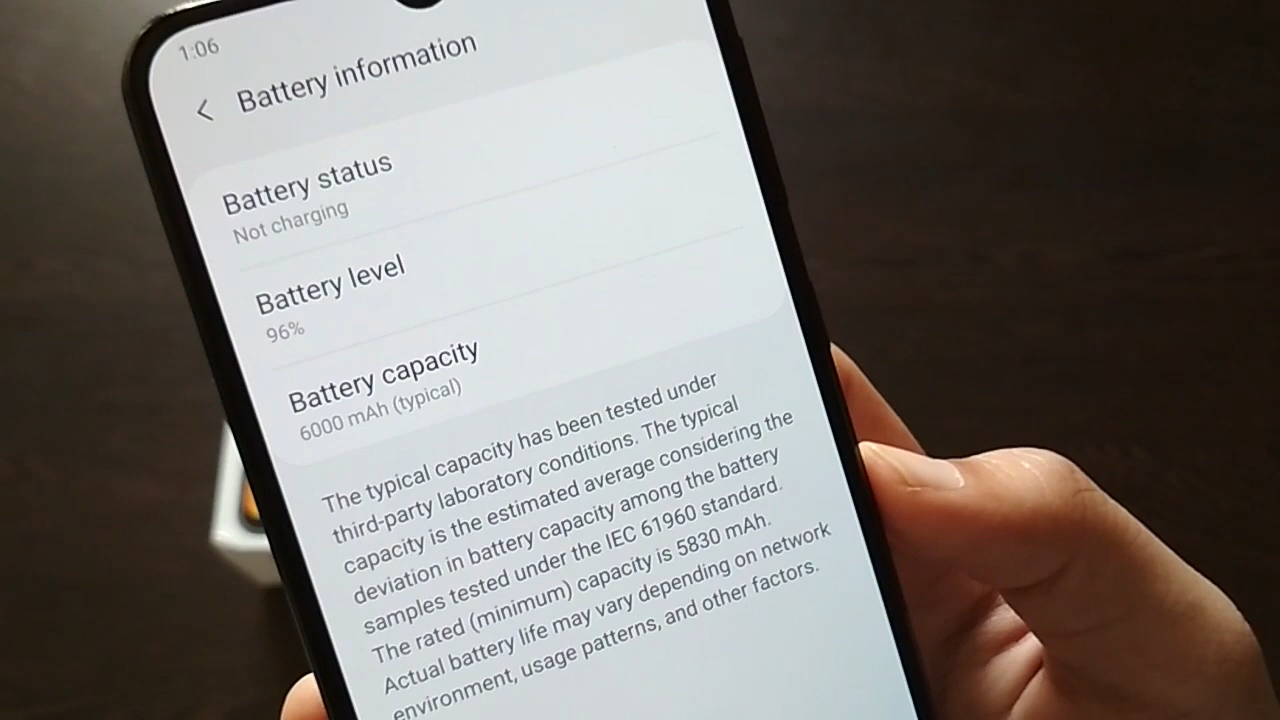 1:06
Battery information
Battery status
Not charging
Battery level
96%
Battery capacity
6000 mAh (typical)
The typical capacity has been tested under
third-party laboratory conditions. The typical
capacity is the estimated average considering the
deviation in battery capacity among the battery
samples tested under the IEC 61960 standard.
The rated (minimum) capacity is 5830 mAh.
Actual battery life may vary depending on network
environment, usage patterns, and other factors.